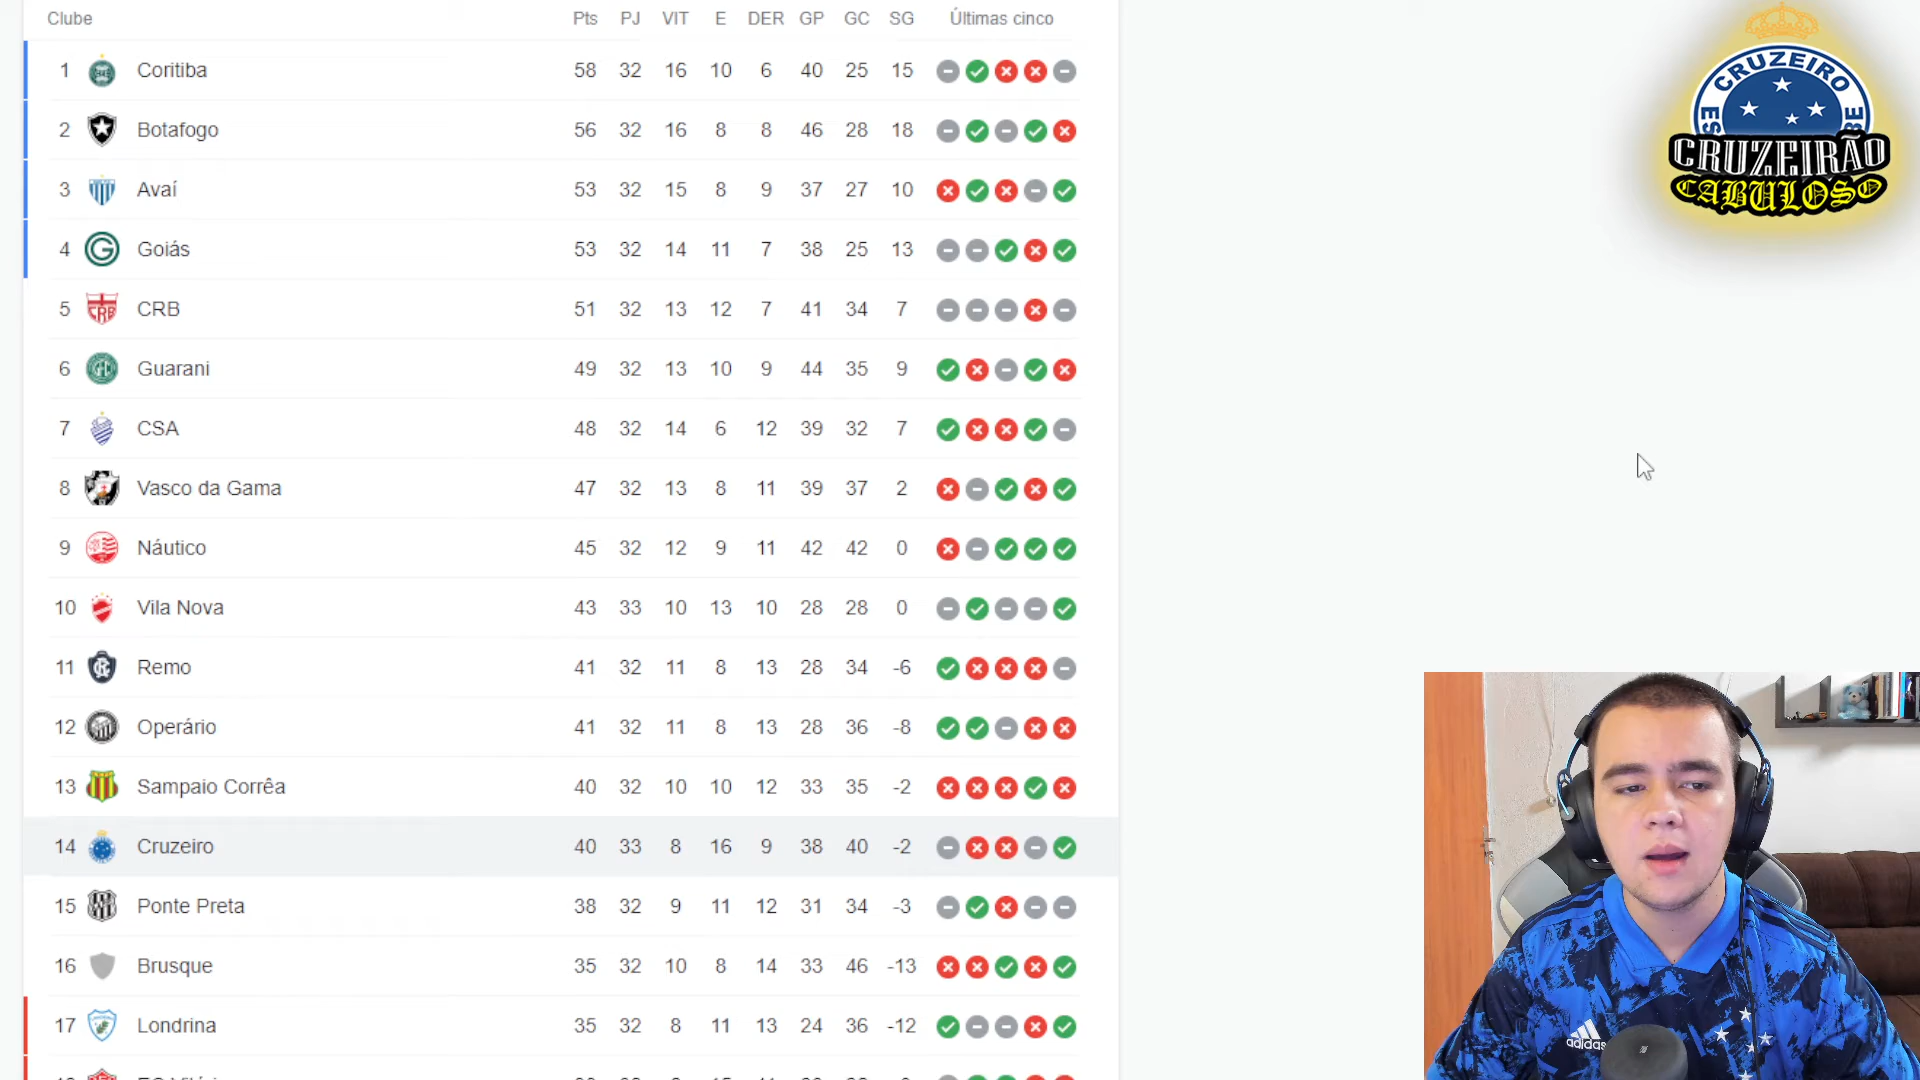 Clube Pts PJ VIT E DER GP GC SG Últimas cinco
1 Coritiba 58 32 16 10 6 40 25 15
2 Botafogo 56 32 16 8 8 46 28 18
3 Avaí 53 32 15 8 9 37 27 10
4 Goiás 53 32 14 11 7 38 25 13
5 CRB 51 32 13 12 7 41 34 7
6 Guarani 49 32 13 10 9 44 35 9
7 CSA 48 32 14 6 12 39 32 7
8 Vasco da Gama 47 32 13 8 11 39 37 2
9 Náutico 45 32 12 9 11 42 42 0
10 Vila Nova 43 33 10 13 10 28 28 0
11 Remo 41 32 11 8 13 28 34 -6
12 Operário 41 32 11 8 13 28 36 -8
13 Sampaio Corrêa 40 32 10 10 12 33 35 -2
14 Cruzeiro 40 33 8 16 9 38 40 -2
15 Ponte Preta 38 32 9 11 12 31 34 -3
16 Brusque 35 32 10 8 14 33 46 -13
17 Londrina 35 32 8 11 13 24 36 -12
CRUZEIRO
CRUZEIRÃO
CABULOSO
adidas